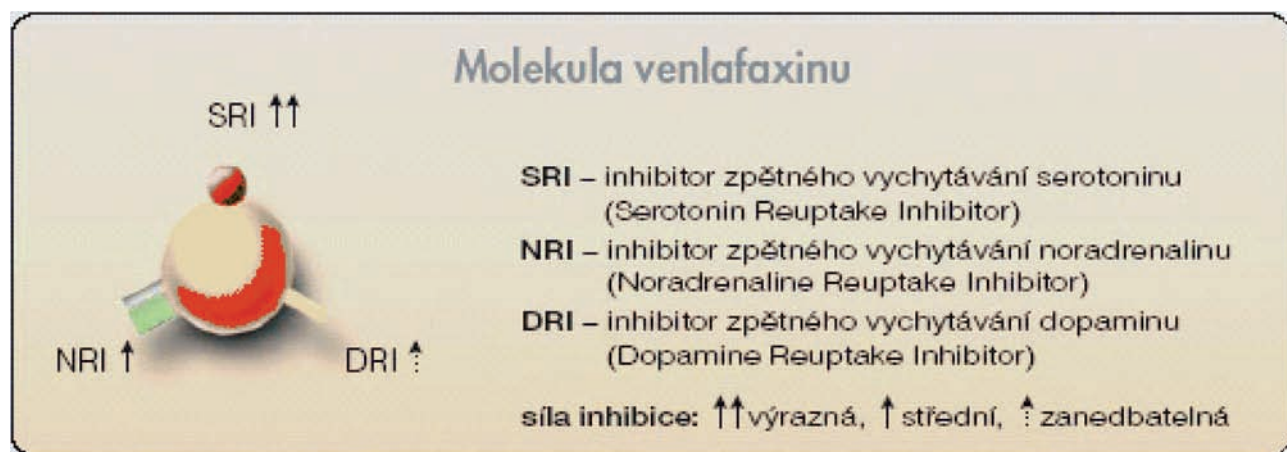 Molekula venlafaxinu
SRI ↑↑
NRI ↑
DRI ⇡
SRI – inhibitor zpětného vychytávání serotoninu
(Serotonin Reuptake Inhibitor)
NRI – inhibitor zpětného vychytávání noradrenalinu
(Noradrenaline Reuptake Inhibitor)
DRI – inhibitor zpětného vychytávání dopaminu
(Dopamine Reuptake Inhibitor)
síla inhibice: ↑↑výrazná, ↑ střední, ⇡ zanedbatelná